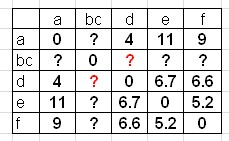 a bc d e f
a 0 ? 4 11 9
bc ? 0 ? ? ?
d 4 ? 0 6.7 6.6
e 11 ? 6.7 0 5.2
f 9 ? 6.6 5.2 0